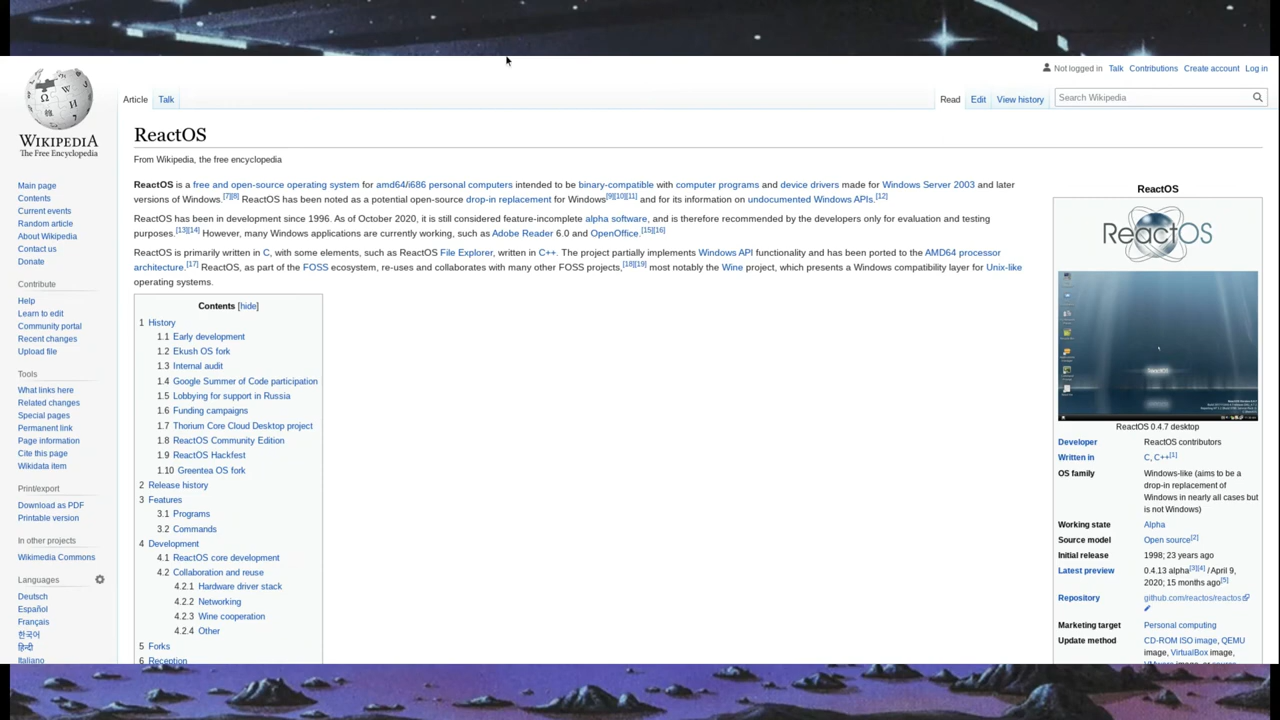 Not logged in Talk Contributions Create account Log in
Article Talk Read Edit View history Search Wikipedia
WIKIPEDIA
The Free Encyclopedia
Main page
Contents
Current events
Random article
About Wikipedia
Contact us
Donate
Contribute
Help
Learn to edit
Community portal
Recent changes
Upload file
Tools
What links here
Related changes
Special pages
Permanent link
Page information
Cite this page
Wikidata item
Print/export
Download as PDF
Printable version
In other projects
Wikimedia Commons
Languages
Deutsch
Español
Français
한국어
हिन्दी
Italiano
ReactOS
From Wikipedia, the free encyclopedia
ReactOS is a free and open-source operating system for amd64/i686 personal computers intended to be binary-compatible with computer programs and device drivers made for Windows Server 2003 and later
versions of Windows.[7][8] ReactOS has been noted as a potential open-source drop-in replacement for Windows[9][10][11] and for its information on undocumented Windows APIs.[12]
ReactOS has been in development since 1996. As of October 2020, it is still considered feature-incomplete alpha software, and is therefore recommended by the developers only for evaluation and testing
purposes.[13][14] However, many Windows applications are currently working, such as Adobe Reader 6.0 and OpenOffice.[15][16]
ReactOS is primarily written in C, with some elements, such as ReactOS File Explorer, written in C++. The project partially implements Windows API functionality and has been ported to the AMD64 processor
architecture.[17] ReactOS, as part of the FOSS ecosystem, re-uses and collaborates with many other FOSS projects,[18][19] most notably the Wine project, which presents a Windows compatibility layer for Unix-like
operating systems.
Contents [hide]
1 History
1.1 Early development
1.2 Ekush OS fork
1.3 Internal audit
1.4 Google Summer of Code participation
1.5 Lobbying for support in Russia
1.6 Funding campaigns
1.7 Thorium Core Cloud Desktop project
1.8 ReactOS Community Edition
1.9 ReactOS Hackfest
1.10 Greentea OS fork
2 Release history
3 Features
3.1 Programs
3.2 Commands
4 Development
4.1 ReactOS core development
4.2 Collaboration and reuse
4.2.1 Hardware driver stack
4.2.2 Networking
4.2.3 Wine cooperation
4.2.4 Other
5 Forks
6 Reception
ReactOS
ReactOS
ReactOS 0.4.7 desktop
Developer ReactOS contributors
Written in C, C++[1]
OS family Windows-like (aims to be a
drop-in replacement of
Windows in nearly all cases but
is not Windows)
Working state Alpha
Source model Open source[2]
Initial release 1998; 23 years ago
Latest preview 0.4.13 alpha[3][4] / April 9,
2020; 15 months ago[5]
Repository github.com/reactos/reactos
Marketing target Personal computing
Update method CD-ROM ISO image, QEMU
image, VirtualBox image,